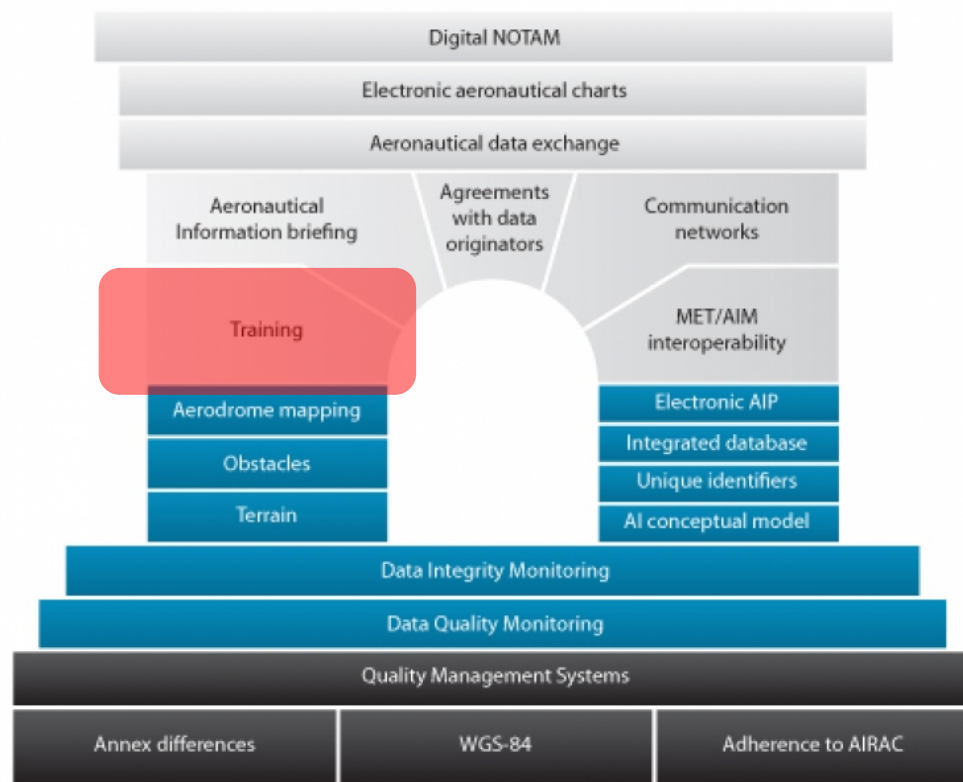 Digital NOTAM
Electronic aeronautical charts
Aeronautical data exchange
Aeronautical
Information briefing
Agreements
with data
originators
Communication
networks
Training
MET/AIM
interoperability
Aerodrome mapping
Obstacles
Terrain
Electronic AIP
Integrated database
Unique identifiers
AI conceptual model
Data Integrity Monitoring
Data Quality Monitoring
Quality Management Systems
Annex differences
WGS-84
Adherence to AIRAC